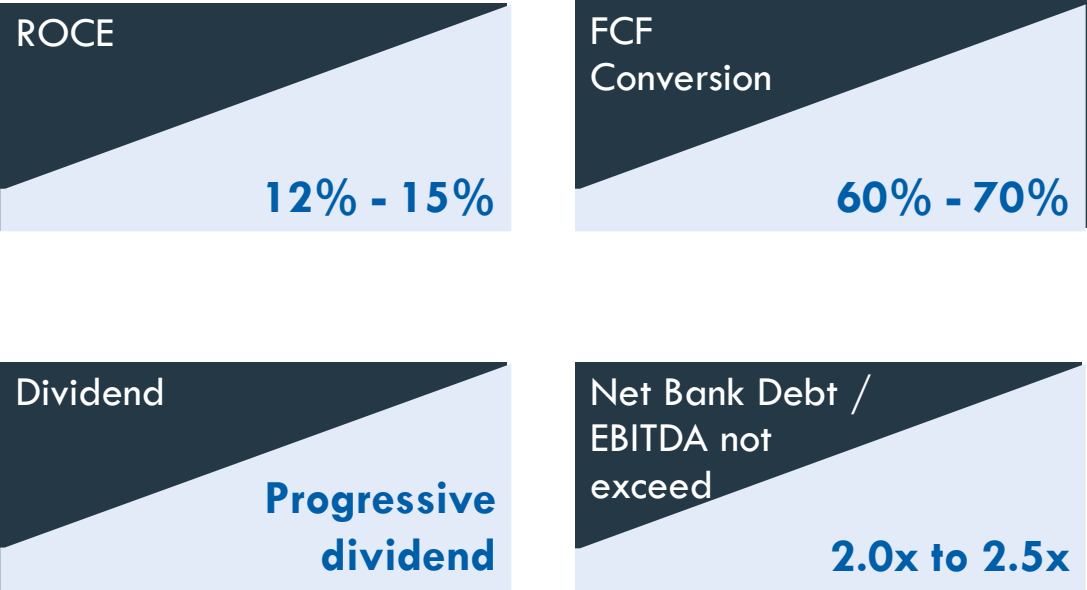 ROCE
12% - 15%
FCF
Conversion
60% - 70%
Dividend
Progressive
dividend
Net Bank Debt /
EBITDA not
exceed
2.0x to 2.5x